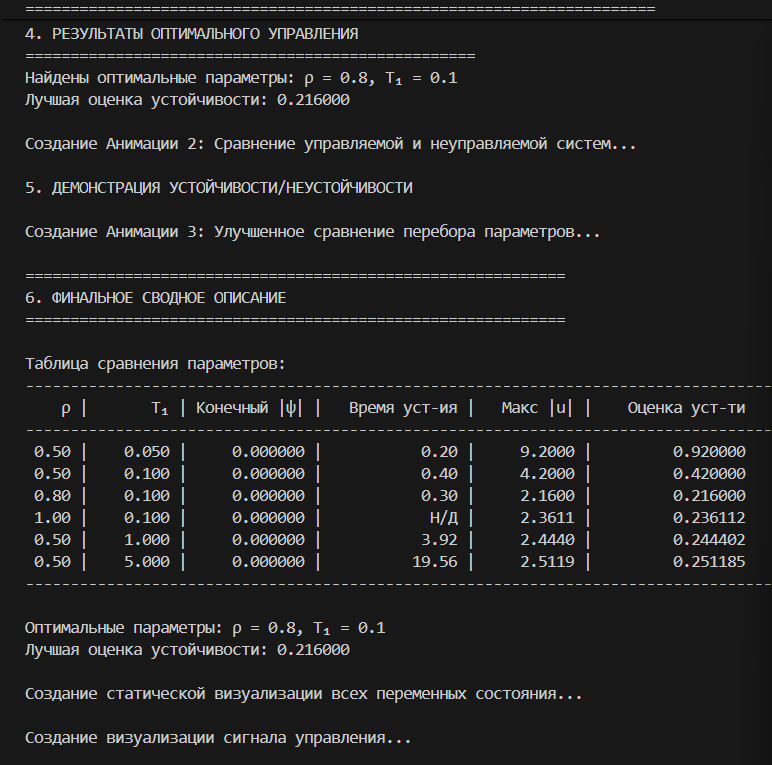 ======================================================================
4. РЕЗУЛЬТАТЫ ОПТИМАЛЬНОГО УПРАВЛЕНИЯ
==================================================
Найдены оптимальные параметры: ρ = 0.8, T₁ = 0.1
Лучшая оценка устойчивости: 0.216000
Создание Анимации 2: Сравнение управляемой и неуправляемой систем...
5. ДЕМОНСТРАЦИЯ УСТОЙЧИВОСТИ/НЕУСТОЙЧИВОСТИ
Создание Анимации 3: Улучшенное сравнение перебора параметров...
============================================================
6. ФИНАЛЬНОЕ СВОДНОЕ ОПИСАНИЕ
============================================================
Таблица сравнения параметров:
-----------------------------------------------------------------------------------
ρ | T₁ | Конечный |ψ| | Время уст-ия | Макс |u| | Оценка уст-ти
-----------------------------------------------------------------------------------
0.50 | 0.050 | 0.000000 | 0.20 | 9.2000 | 0.920000
0.50 | 0.100 | 0.000000 | 0.40 | 4.2000 | 0.420000
0.80 | 0.100 | 0.000000 | 0.30 | 2.1600 | 0.216000
1.00 | 0.100 | 0.000000 | Н/Д | 2.3611 | 0.236112
0.50 | 1.000 | 0.000000 | 3.92 | 2.4440 | 0.244402
0.50 | 5.000 | 0.000000 | 19.56 | 2.5119 | 0.251185
-----------------------------------------------------------------------------------
Оптимальные параметры: ρ = 0.8, T₁ = 0.1
Лучшая оценка устойчивости: 0.216000
Создание статической визуализации всех переменных состояния...
Создание визуализации сигнала управления...